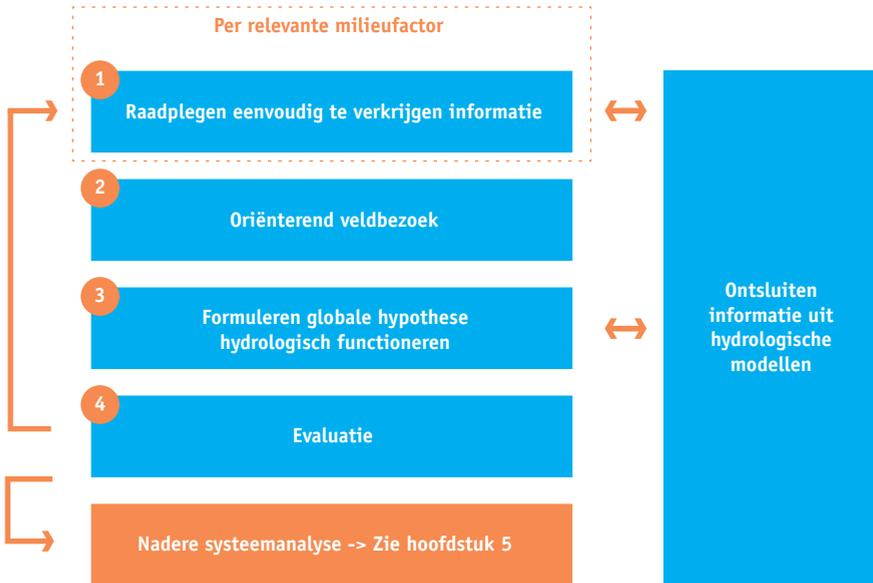 Per relevante milieufactor
1
Raadplegen eenvoudig te verkrijgen informatie
2
Oriënterend veldbezoek
3
Formuleren globale hypothese
hydrologisch functioneren
4
Evaluatie
Nadere systeemanalyse -> Zie hoofdstuk 5
Ontsluiten
informatie uit
hydrologische
modellen